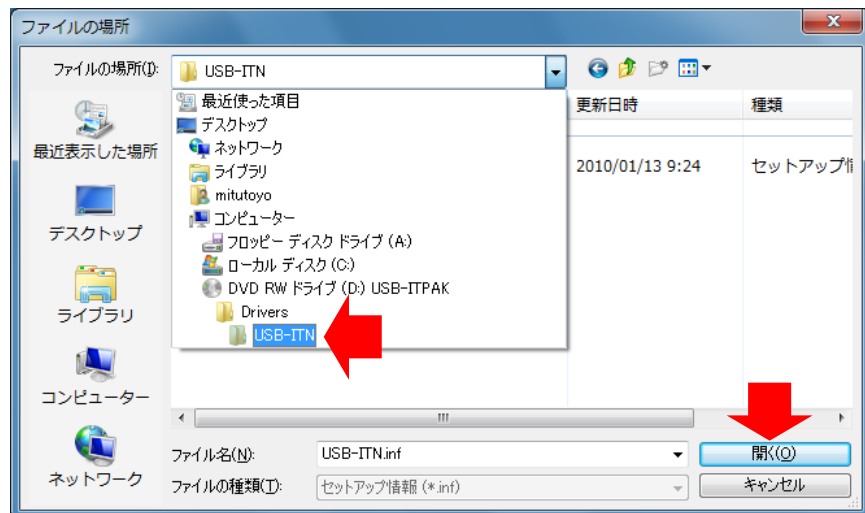 ファイルの場所
ファイルの場所(I):
USB-ITN
最近使った項目
デスクトップ
ネットワーク
ライブラリ
mitutoyo
コンピューター
フロッピー ディスク ドライブ (A:)
ローカル ディスク (C:)
DVD RW ドライブ (D:) USB-ITPAK
Drivers
USB-ITN
更新日時
種類
2010/01/13 9:24
セットアップ情
最近表示した場所
デスクトップ
ライブラリ
コンピューター
ネットワーク
ファイル名(N):
USB-ITN.inf
開く(O)
ファイルの種類(T):
セットアップ情報 (*.inf)
キャンセル